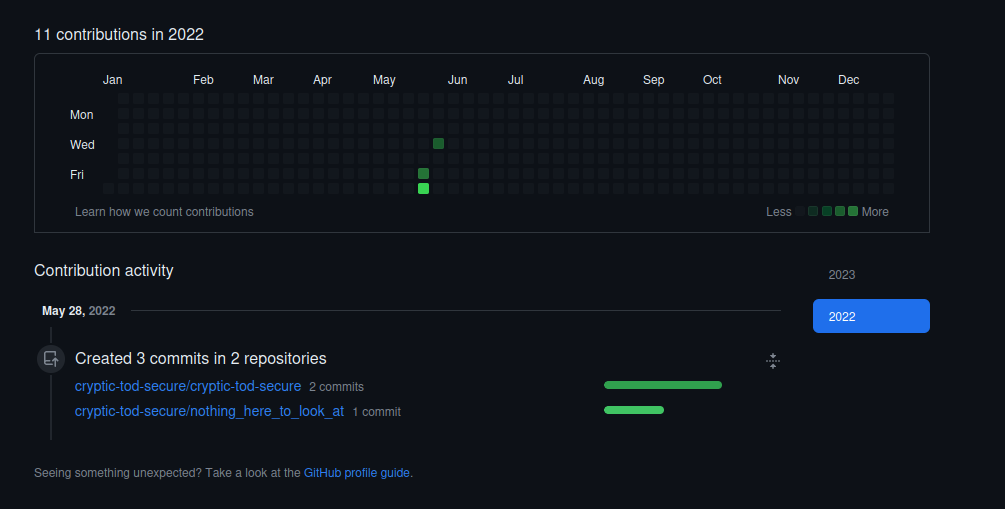 11 contributions in 2022
Jan Feb Mar Apr May Jun Jul Aug Sep Oct Nov Dec
Mon
Wed
Fri
Learn how we count contributions Less More
Contribution activity
2023
2022
May 28, 2022
Created 3 commits in 2 repositories
cryptic-tod-secure/cryptic-tod-secure 2 commits
cryptic-tod-secure/nothing_here_to_look_at 1 commit
Seeing something unexpected? Take a look at the GitHub profile guide.